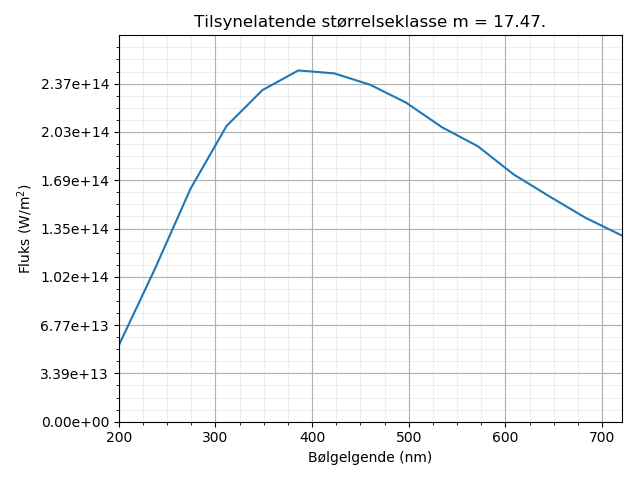 Tilsynelatende størrelseklasse m = 17.47.
Fluks (W/m²)
2.37e+14
2.03e+14
1.69e+14
1.35e+14
1.02e+14
6.77e+13
3.39e+13
0.00e+00
200 300 400 500 600 700
Bølgelgende (nm)